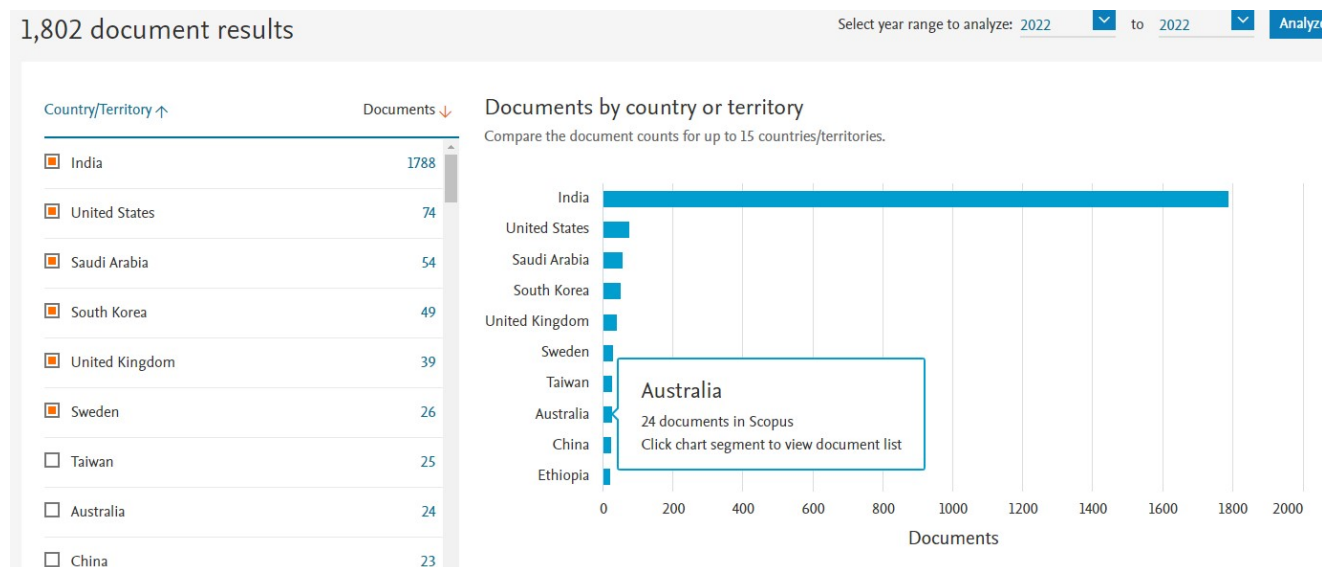 1,802 document results
Select year range to analyze: 2022 to 2022 Analyze
Country/Territory Documents
India 1788
United States 74
Saudi Arabia 54
South Korea 49
United Kingdom 39
Sweden 26
Taiwan 25
Australia 24
China 23
Documents by country or territory
Compare the document counts for up to 15 countries/territories.
India
United States
Saudi Arabia
South Korea
United Kingdom
Sweden
Taiwan
Australia
China
Ethiopia
Australia
24 documents in Scopus
Click chart segment to view document list
0 200 400 600 800 1000 1200 1400 1600 1800 2000
Documents